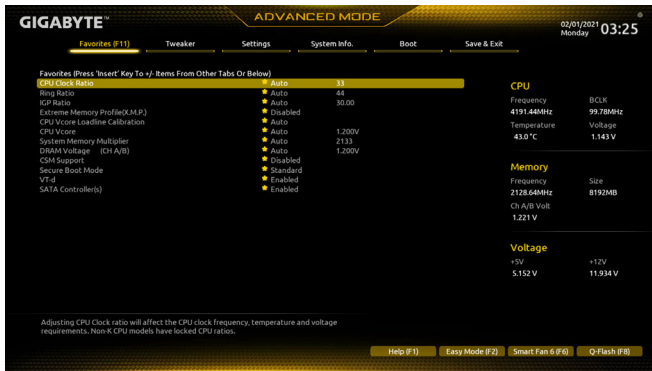 GIGABYTE™
ADVANCED MODE
02/01/2021 Monday 03:25
Favorites (F11) Tweaker Settings System Info. Boot Save & Exit
Favorites (Press 'Insert' Key To +/- Items From Other Tabs Or Below)
CPU Clock Ratio Auto 33
Ring Ratio Auto 44
IGP Ratio Auto 30.00
Extreme Memory Profile(X.M.P.) Disabled
CPU Vcore Loadline Calibration Auto
CPU Vcore Auto 1.200V
System Memory Multiplier Auto 2133
DRAM Voltage (CH A/B) Auto 1.200V
CSM Support Disabled
Secure Boot Mode Standard
VT-d Enabled
SATA Controller(s) Enabled
CPU
Frequency BCLK
4191.44MHz 99.78MHz
Temperature Voltage
43.0 °C 1.143 V
Memory
Frequency Size
2128.64MHz 8192MB
Ch A/B Volt
1.221 V
Voltage
+5V +12V
5.152 V 11.934 V
Adjusting CPU Clock ratio will affect the CPU clock frequency, temperature and voltage
requirements. Non-K CPU models have locked CPU ratios.
Help (F1) Easy Mode (F2) Smart Fan 6 (F6) Q-Flash (F8)